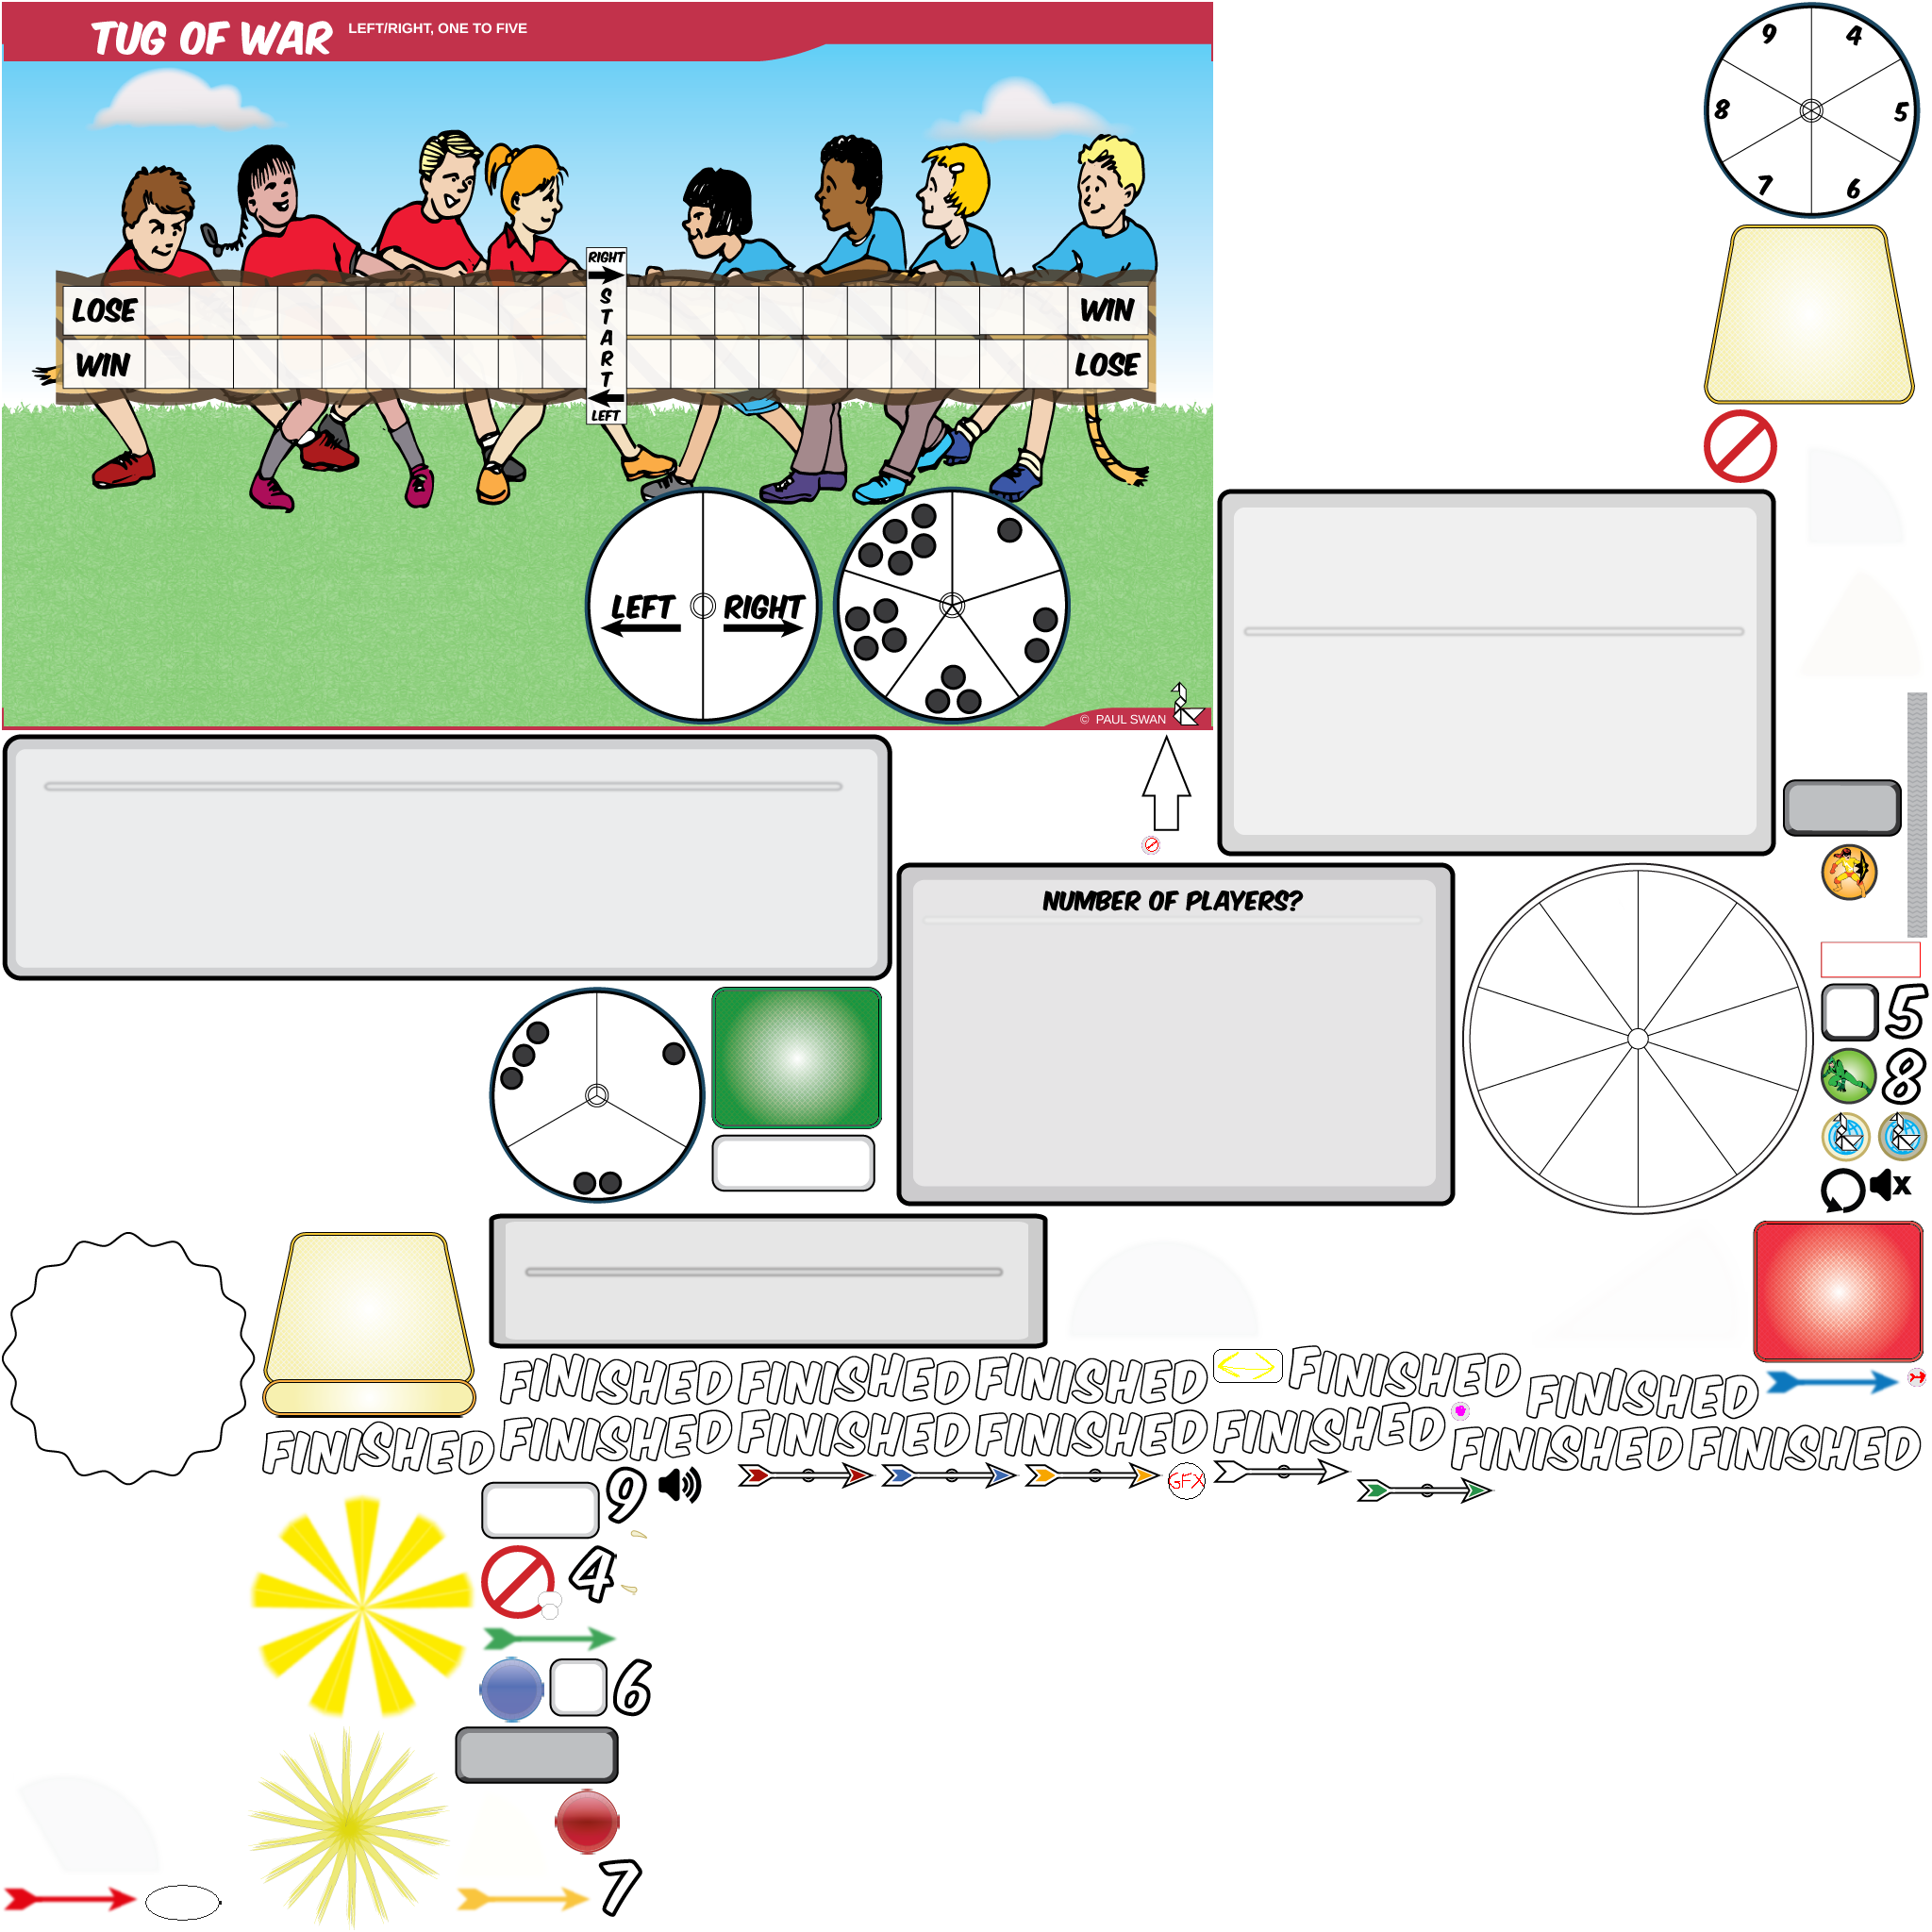 TUG OF WAR LEFT/RIGHT, ONE TO FIVE
9 4
8 5
7 6
RIGHT
LOSE WIN
START
WIN LOSE
LEFT
LEFT RIGHT
© PAUL SWAN
NUMBER OF PLAYERS?
5
8
X
FINISHED FINISHED FINISHED FINISHED FINISHED
FINISHED FINISHED FINISHED FINISHED FINISHED FINISHED FINISHED
GFX
9
4
6
7